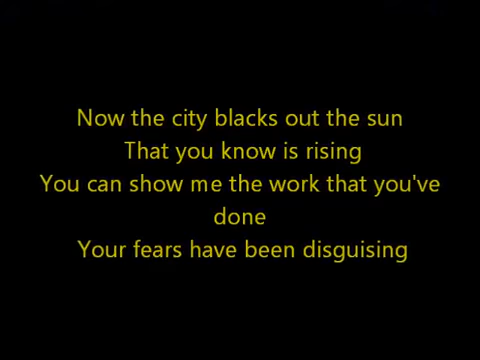 Now the city blacks out the sun
That you know is rising
You can show me the work that you've
done
Your fears have been disguising